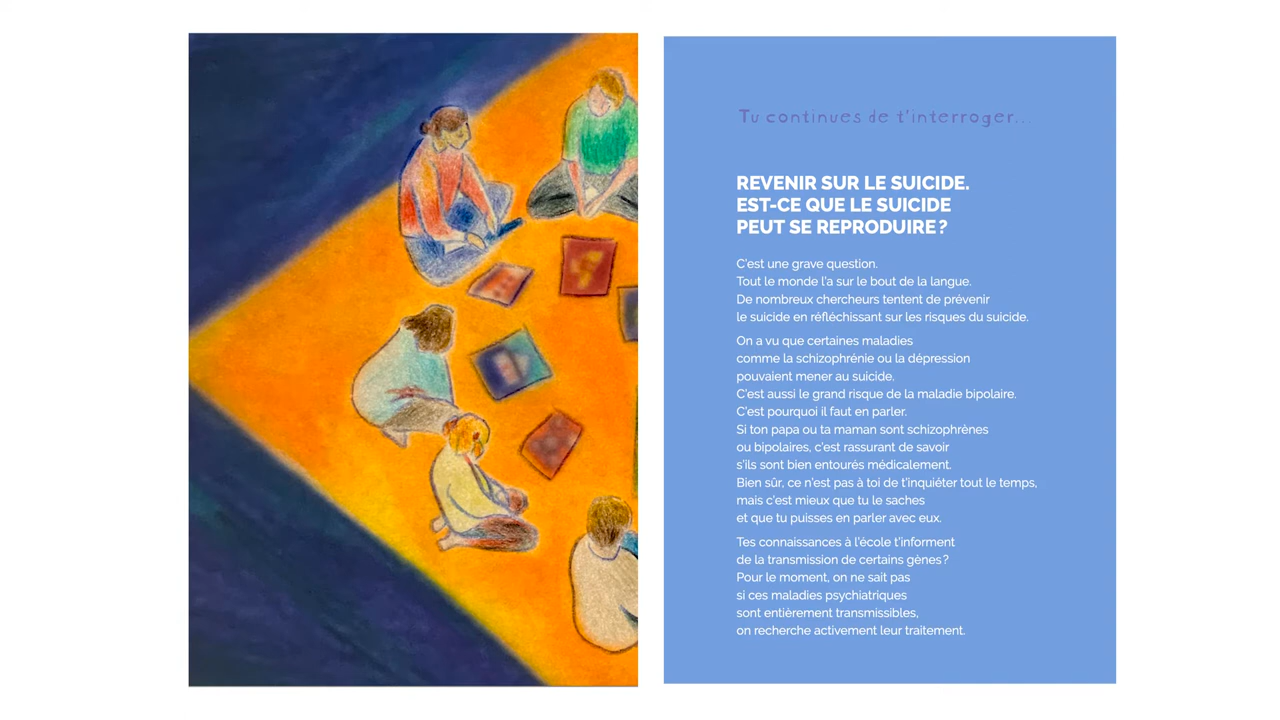 Tu continues de t'interroger..
REVENIR SUR LE SUICIDE.
EST-CE QUE LE SUICIDE
PEUT SE REPRODUIRE ?
C'est une grave question.
Tout le monde l'a sur le bout de la langue.
De nombreux chercheurs tentent de prévenir
le suicide en réfléchissant sur les risques du suicide.
On a vu que certaines maladies
comme la schizophrénie ou la dépression
pouvaient mener au suicide.
C'est aussi le grand risque de la maladie bipolaire.
C'est pourquoi il faut en parler.
Si ton papa ou ta maman sont schizophrènes
ou bipolaires, c'est rassurant de savoir
s'ils sont bien entourés médicalement.
Bien sûr, ce n'est pas à toi de t'inquiéter tout le temps,
mais c'est mieux que tu le saches
et que tu puisses en parler avec eux.
Tes connaissances à l'école t'informent
de la transmission de certains gènes ?
Pour le moment, on ne sait pas
si ces maladies psychiatriques
sont entièrement transmissibles,
on recherche activement leur traitement.